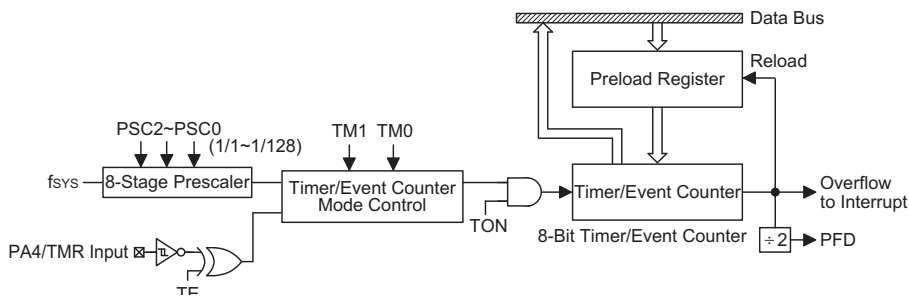 Data Bus
Reload
Preload Register
PSC2~PSC0
(1/1~1/128)
TM1 TM0
fSYS
8-Stage Prescaler
Timer/Event Counter
Mode Control
TON
Timer/Event Counter
8-Bit Timer/Event Counter
Overflow
to Interrupt
÷2
PFD
PA4/TMR Input
TE